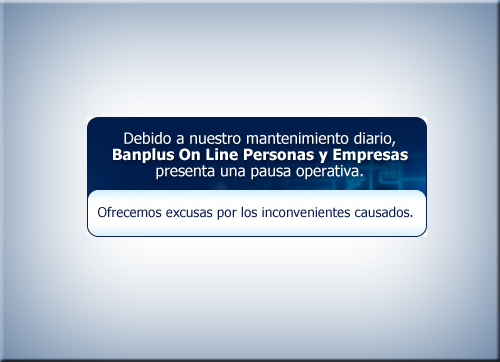 Debido a nuestro mantenimiento diario,
Banplus On Line Personas y Empresas
presenta una pausa operativa.
Ofrecemos excusas por los inconvenientes causados.